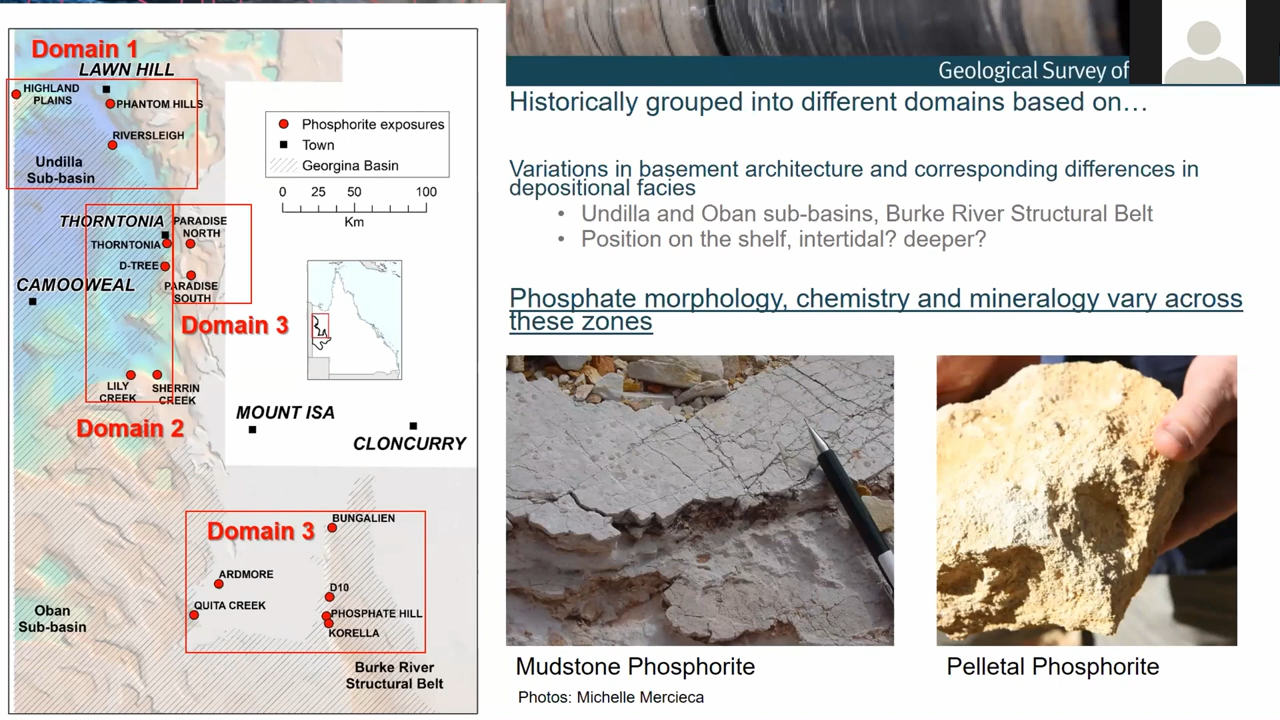 Domain 1
LAWN HILL
HIGHLAND
PLAINS
PHANTOM HILLS
RIVERSLEIGH
Undilla
Sub-basin
Phosphorite exposures
Town
Georgina Basin
0 25 50 100
Km
THORNTONIA
PARADISE
NORTH
THORNTONIA
D-TREE
CAMOOWEAL
PARADISE
SOUTH
Domain 3
LILY
CREEK
SHERRIN
CREEK
Domain 2
MOUNT ISA
CLONCURRY
Domain 3
BUNGALIEN
ARDMORE
D10
QUITA CREEK
PHOSPHATE HILL
KORELLA
Oban
Sub-basin
Burke River
Structural Belt
Geological Survey of
Historically grouped into different domains based on…
Variations in basement architecture and corresponding differences in
depositional facies
• Undilla and Oban sub-basins, Burke River Structural Belt
• Position on the shelf, intertidal? deeper?
Phosphate morphology, chemistry and mineralogy vary across
these zones
Mudstone Phosphorite
Pelletal Phosphorite
Photos: Michelle Mercieca